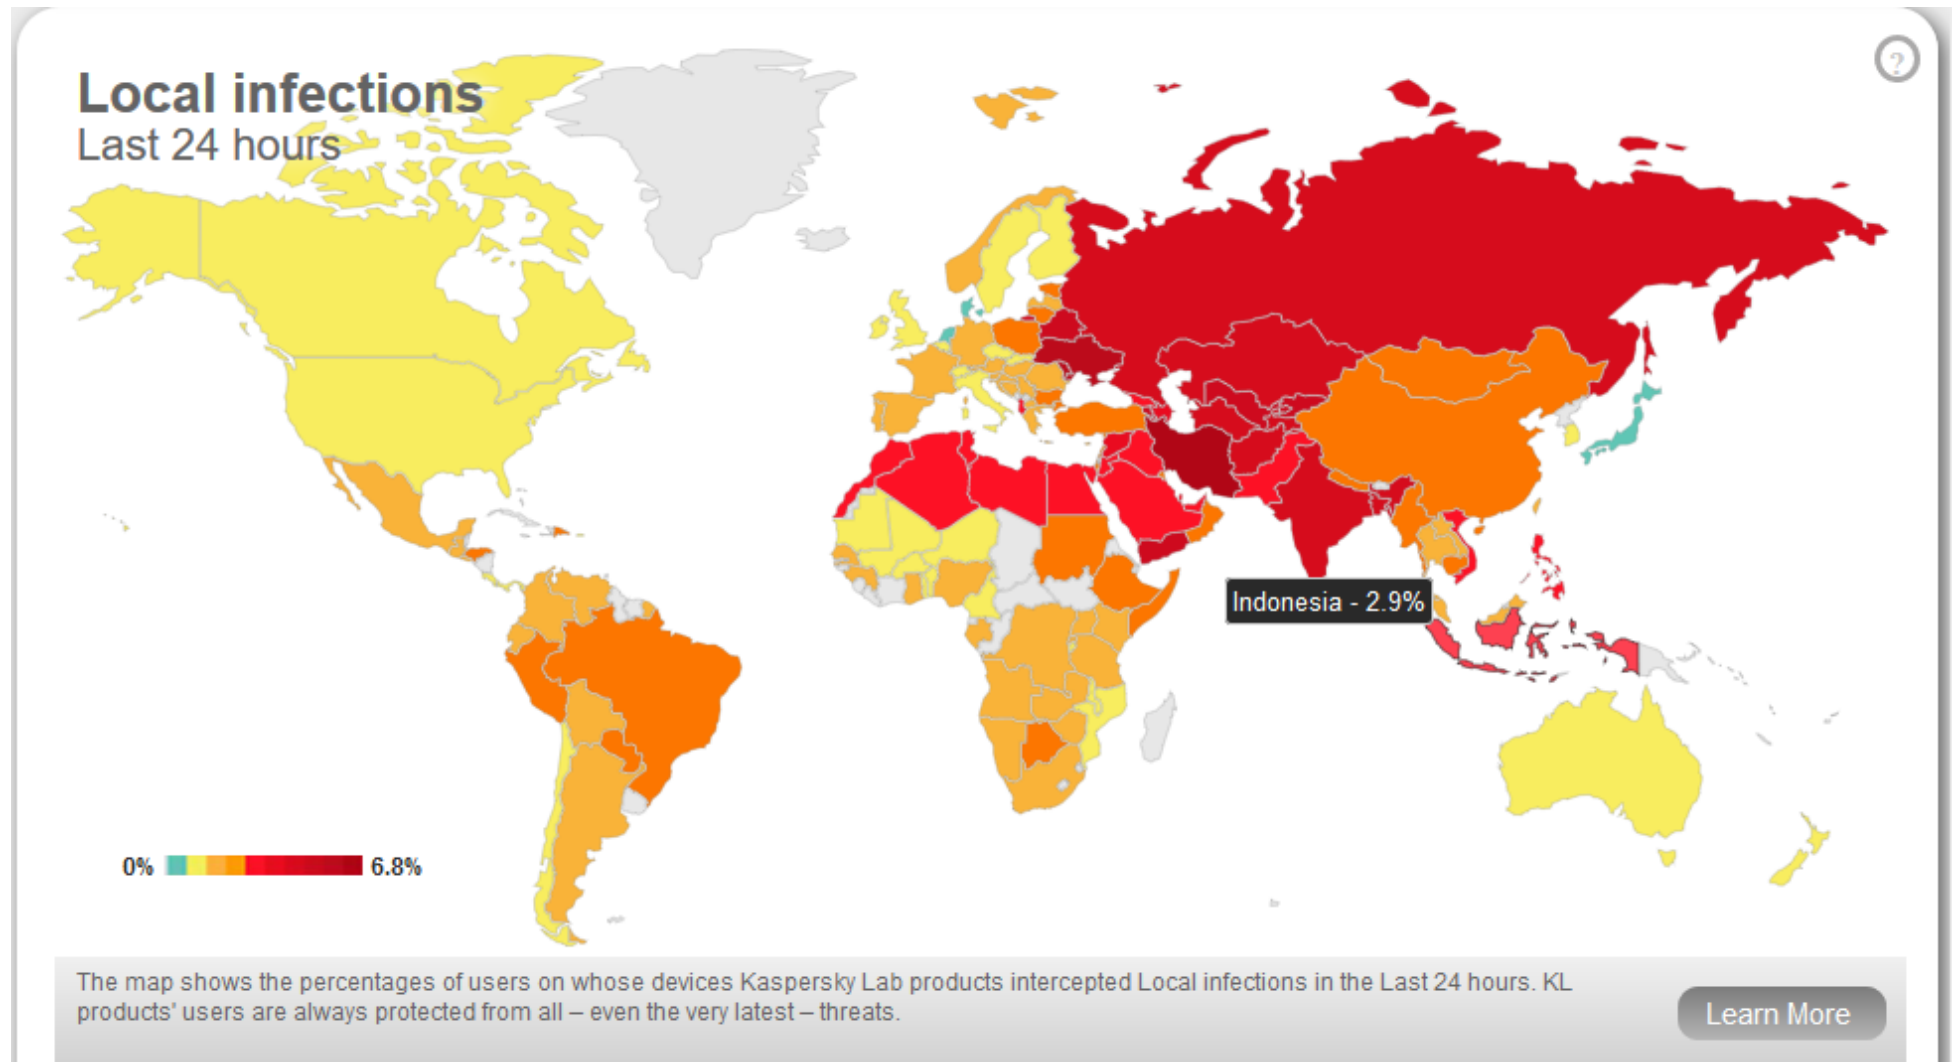 Local infections
Last 24 hours
?
Indonesia - 2.9%
0%
6.8%
The map shows the percentages of users on whose devices Kaspersky Lab products intercepted Local infections in the Last 24 hours. KL
products' users are always protected from all – even the very latest – threats.
Learn More